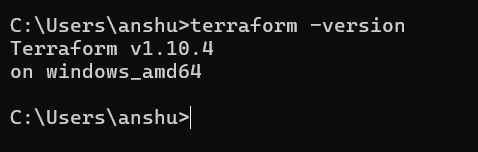 C:\Users\anshu>terraform -version
Terraform v1.10.4
on windows_amd64
C:\Users\anshu>